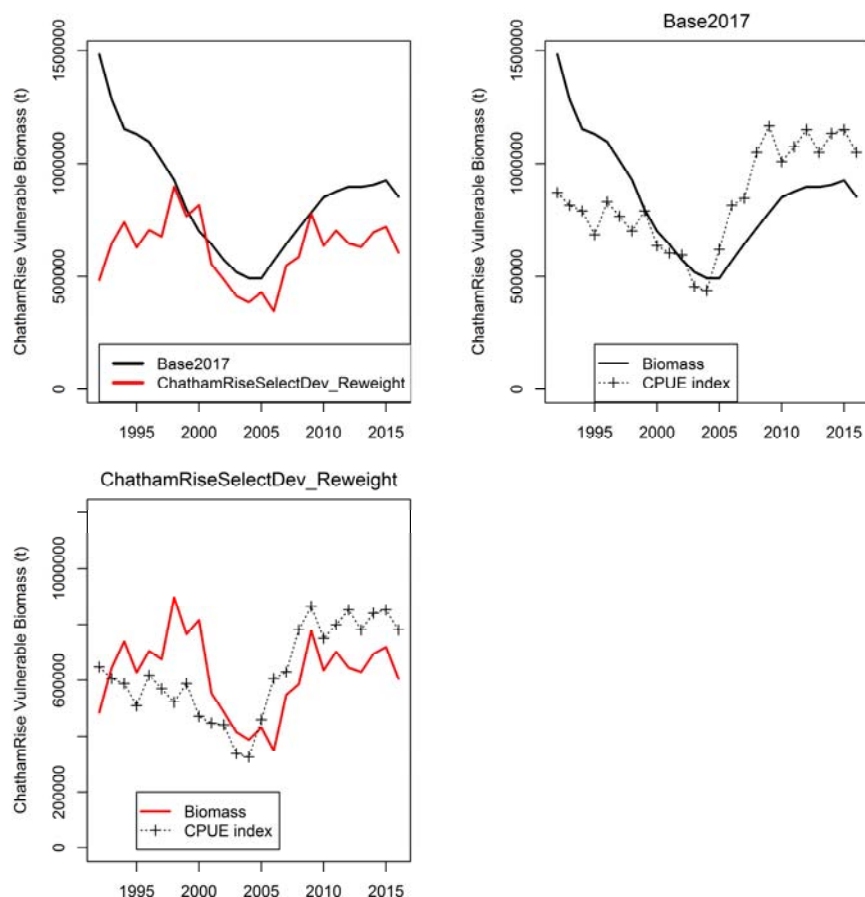 ChathamRise Vulnerable Biomass (t)
1500000
1000000
500000
0
Base2017
ChathamRiseSelectDev_Reweight
1995 2000 2005 2010 2015
Base2017
ChathamRise Vulnerable Biomass (t)
1500000
1000000
500000
0
Biomass
CPUE index
1995 2000 2005 2010 2015
ChathamRiseSelectDev_Reweight
ChathamRise Vulnerable Biomass (t)
1000000
600000
200000
0
Biomass
CPUE index
1995 2000 2005 2010 2015